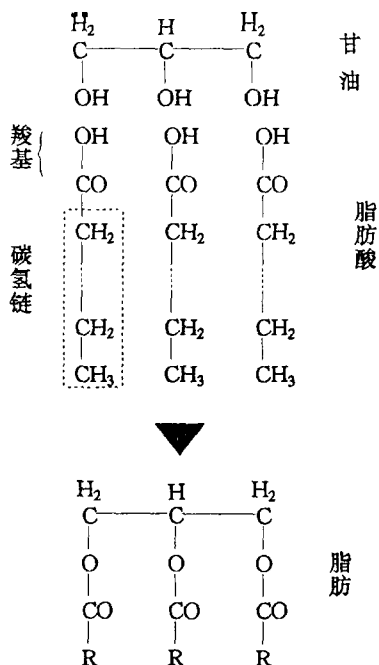 H₂ H H₂
C C C
OH OH OH
甘油
OH OH OH
羧基
CO CO CO
CH₂ CH₂ CH₂
碳氢链
脂肪酸
CH₂ CH₂ CH₂
CH₃ CH₃ CH₃
H₂ H H₂
C C C
O O O
脂肪
CO CO CO
R R R